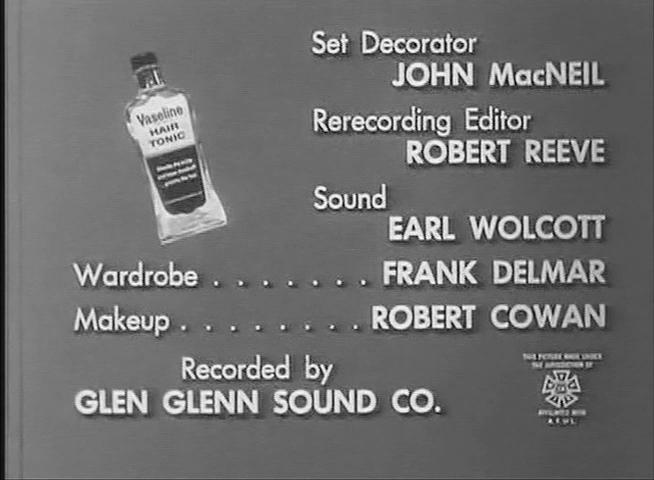 Set Decorator
JOHN MacNEIL
Rerecording Editor
ROBERT REEVE
Sound
EARL WOLCOTT
Wardrobe . . . . . . . FRANK DELMAR
Makeup . . . . . . . . ROBERT COWAN
Recorded by
GLEN GLENN SOUND CO.
Vaseline
HAIR
TONIC
THIS PICTURE MADE UNDER
THE JURISDICTION OF
AFFILIATED WITH
A.F. of L.